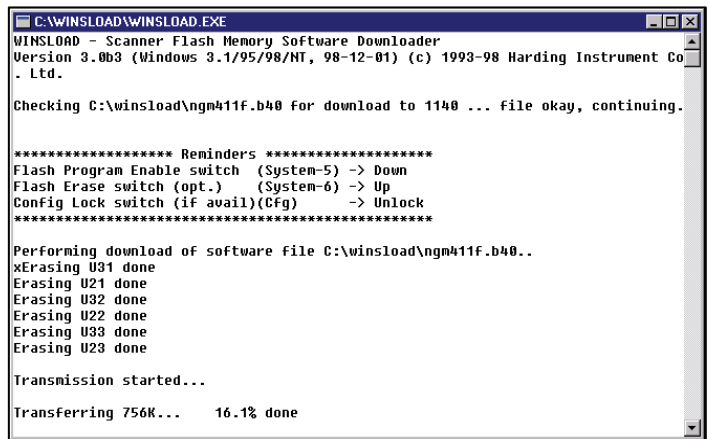 C:\WINSLOAD\WINSLOAD.EXE
WINSLOAD - Scanner Flash Memory Software Downloader
Version 3.0b3 (Windows 3.1/95/98/NT, 98-12-01) (c) 1993-98 Harding Instrument Co
. Ltd.
Checking C:\winsload\ngm411f.b40 for download to 1140 ... file okay, continuing.
******************* Reminders ********************
Flash Program Enable switch  (System-5) -> Down
Flash Erase switch (opt.)    (System-6) -> Up
Config Lock switch (if avail)(Cfg)      -> Unlock
**************************************************
Performing download of software file C:\winsload\ngm411f.b40..
xErasing U31 done
Erasing U21 done
Erasing U32 done
Erasing U22 done
Erasing U33 done
Erasing U23 done
Transmission started...
Transferring 756K...    16.1% done